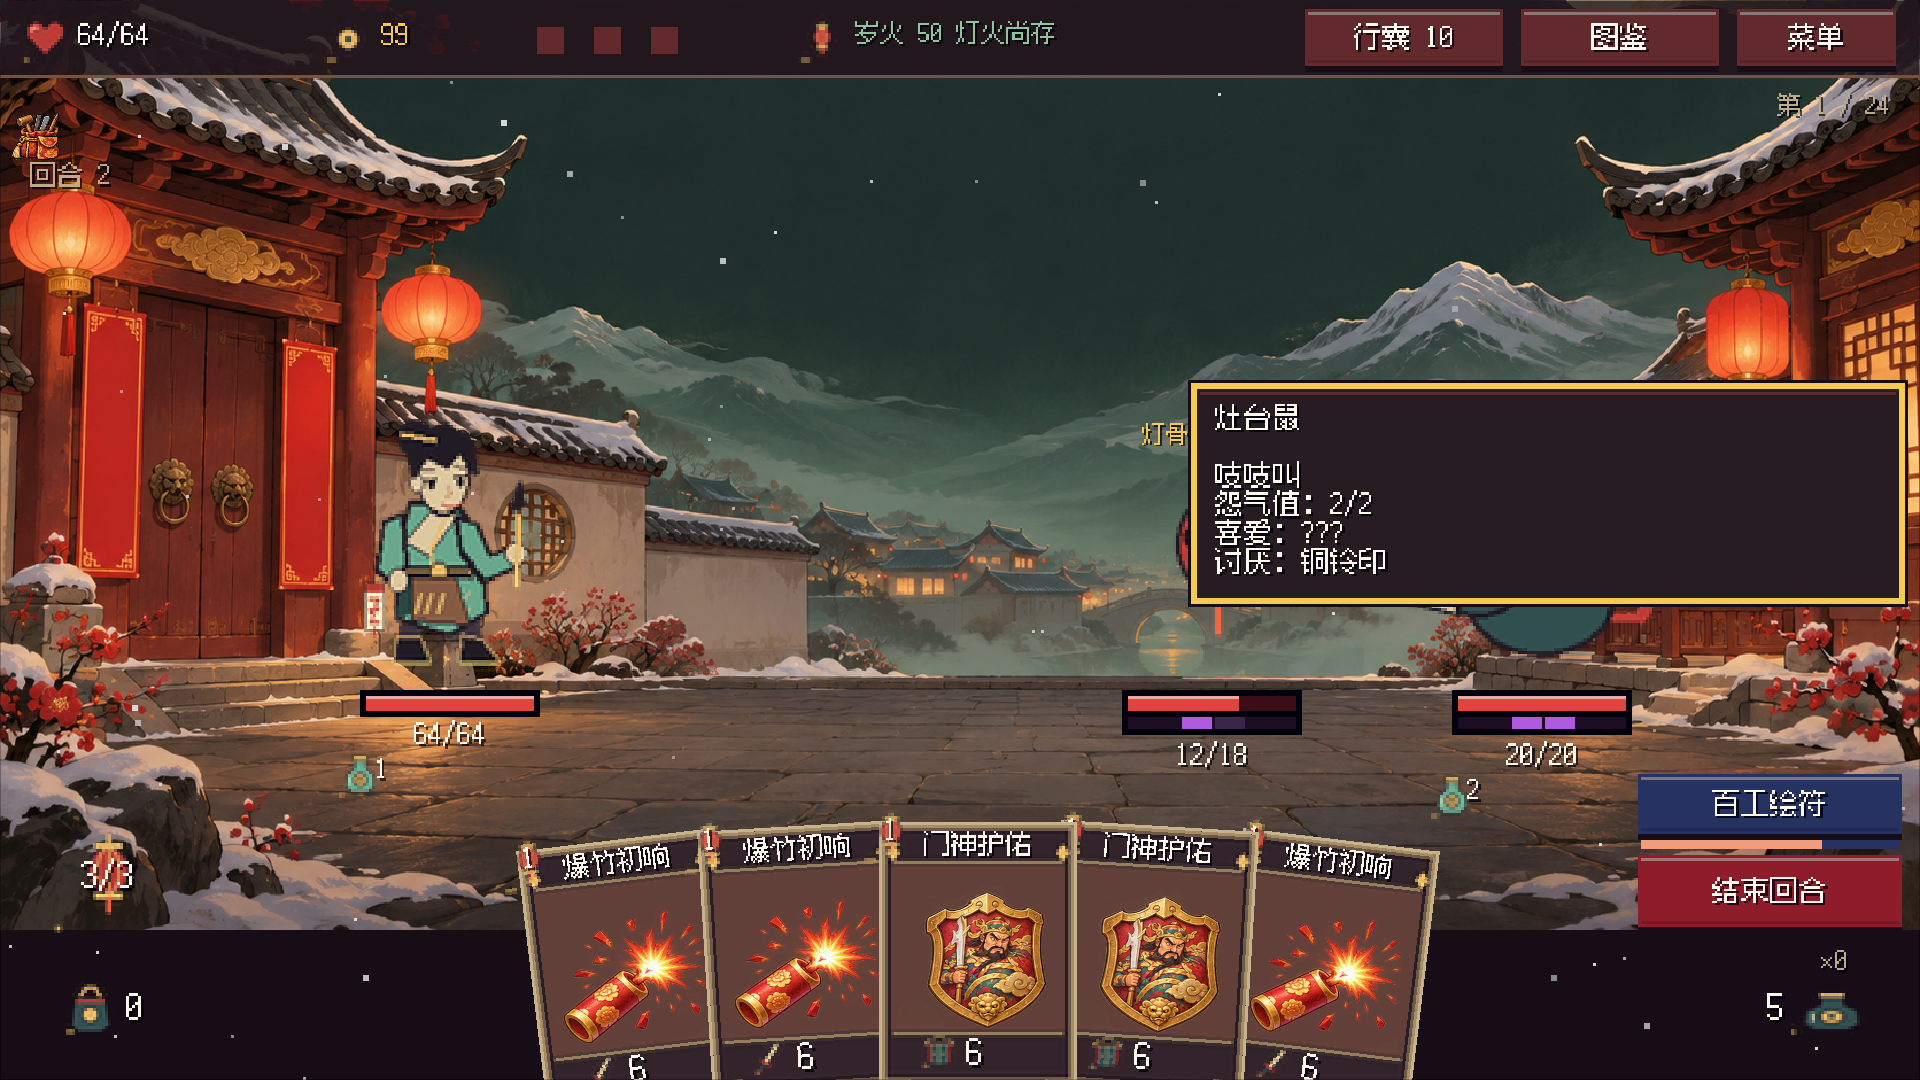 64/64
99
岁火 50 灯火尚存
行囊 10
图鉴
菜单
第 1 / 24
回合 2
灯骨
灶台鼠
吱吱叫
怨气值: 2/2
喜爱: ???
讨厌: 铜铃印
64/64
12/18
20/20
1
2
百工绘符
结束回合
3/3
1 爆竹初响
1 爆竹初响
1 门神护佑
门神护佑
爆竹初响
6
6
6
6
6
0
×0
5